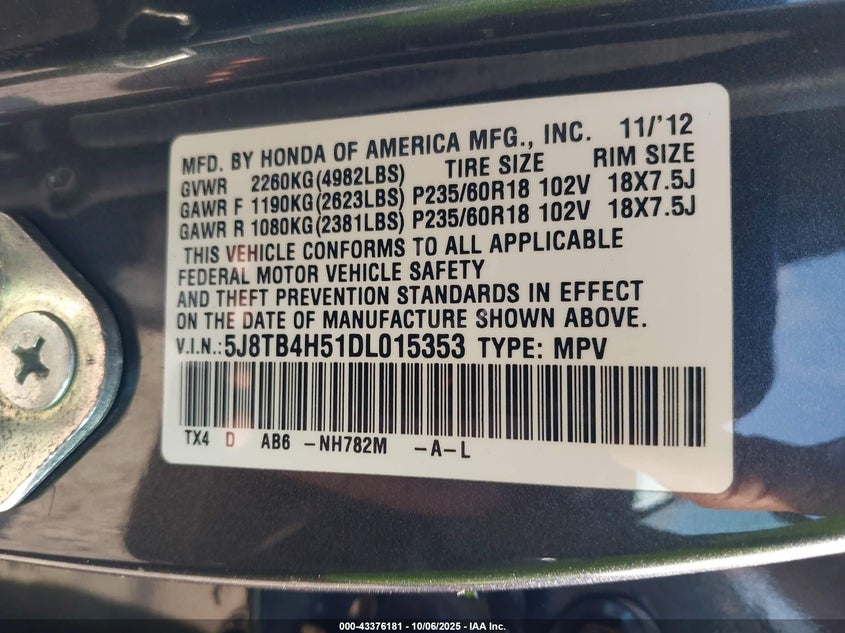 MFD. BY HONDA OF AMERICA MFG., INC. 11/'12
GVWR 2260KG(4982LBS) TIRE SIZE RIM SIZE
GAWR F 1190KG(2623LBS) P235/60R18 102V 18X7.5J
GAWR R 1080KG(2381LBS) P235/60R18 102V 18X7.5J
THIS VEHICLE CONFORMS TO ALL APPLICABLE
FEDERAL MOTOR VEHICLE SAFETY
AND THEFT PREVENTION STANDARDS IN EFFECT
ON THE DATE OF MANUFACTURE SHOWN ABOVE.
V.I.N.: 5J8TB4H51DL015353 TYPE: MPV
TX4 D AB6 -NH782M -A-L
000-43376181 - 10/06/2025 - IAA Inc.